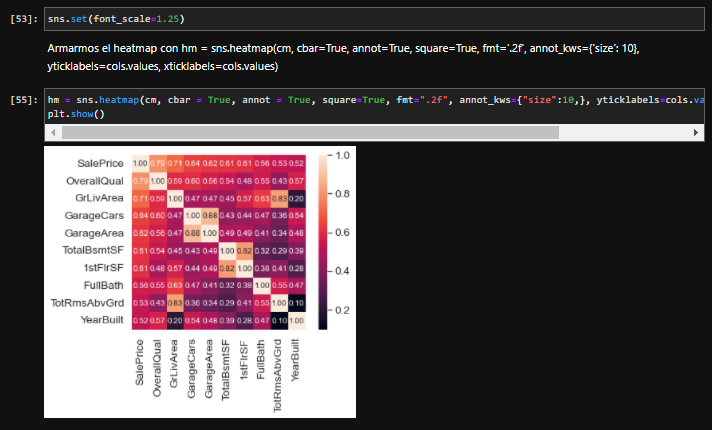 [53]: sns.set(font_scale=1.25)
Armarmos el heatmap con hm = sns.heatmap(cm, cbar=True, annot=True, square=True, fmt='.2f', annot_kws={'size': 10},
yticklabels=cols.values, xticklabels=cols.values)
[55]: hm = sns.heatmap(cm, cbar = True, annot = True, square=True, fmt=".2f", annot_kws={"size":10,}, yticklabels=cols.va
plt.show()
SalePrice 1.00 0.79 0.71 0.64 0.62 0.61 0.61 0.56 0.53 0.52 1.0
OverallQual 0.79 1.00 0.59 0.60 0.56 0.54 0.48 0.55 0.43 0.57
GrLivArea 0.71 0.59 1.00 0.47 0.47 0.45 0.57 0.63 0.83 0.20 0.8
GarageCars 0.64 0.60 0.47 1.00 0.88 0.43 0.44 0.47 0.36 0.54
GarageArea 0.62 0.56 0.47 0.88 1.00 0.49 0.49 0.41 0.34 0.48 0.6
TotalBsmtSF 0.61 0.54 0.45 0.43 0.49 1.00 0.82 0.32 0.29 0.39
1stFlrSF 0.61 0.48 0.57 0.44 0.49 0.82 1.00 0.38 0.41 0.28 0.4
FullBath 0.56 0.55 0.63 0.47 0.41 0.32 0.38 1.00 0.55 0.47
TotRmsAbvGrd 0.53 0.43 0.83 0.36 0.34 0.29 0.41 0.55 1.00 0.10 0.2
YearBuilt 0.52 0.57 0.20 0.54 0.48 0.39 0.28 0.47 0.10 1.00
SalePrice
OverallQual
GrLivArea
GarageCars
GarageArea
TotalBsmtSF
1stFlrSF
FullBath
TotRmsAbvGrd
YearBuilt